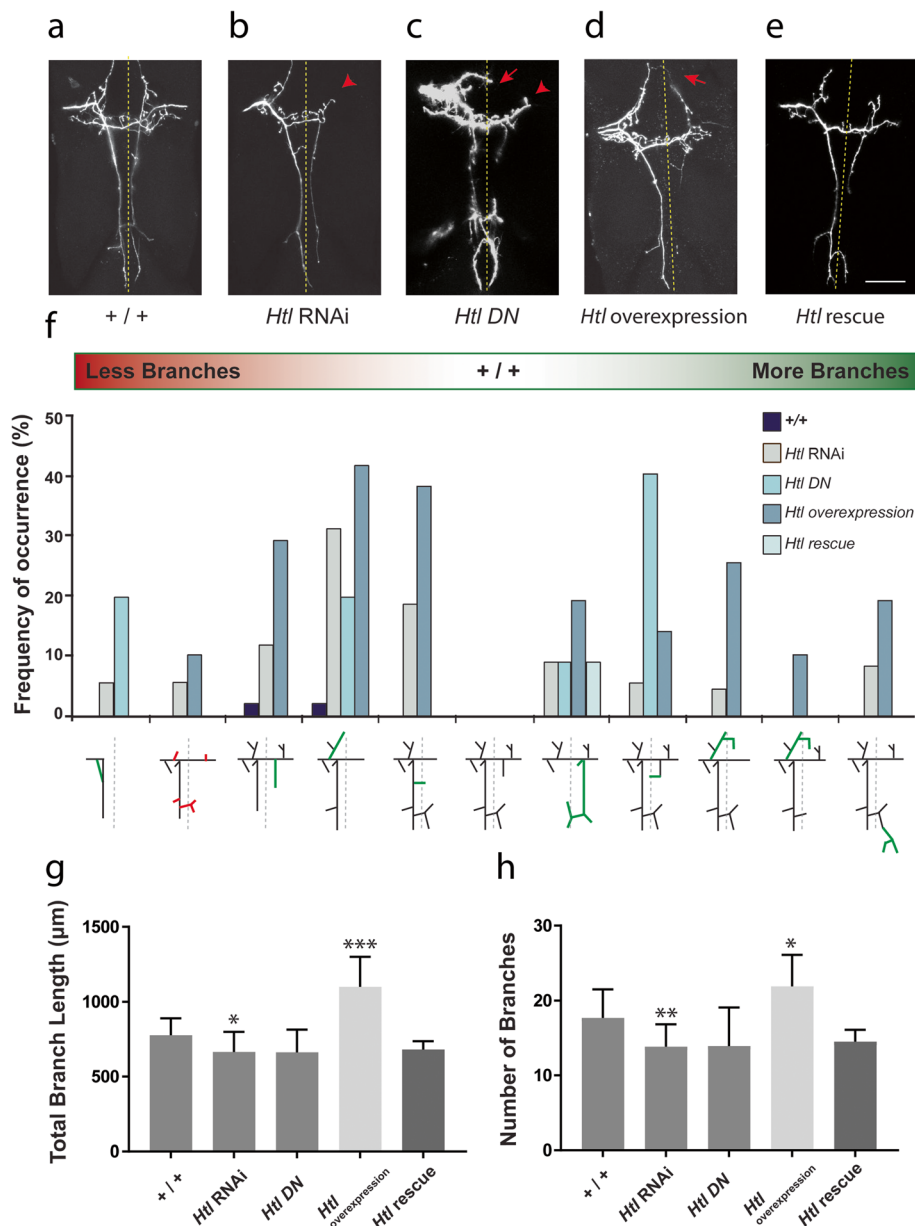 a b c d e
+ / + Htl RNAi Htl DN Htl overexpression Htl rescue
f
Less Branches + / + More Branches
Frequency of occurrence (%)
50
40
30
20
10
0
+/+
Htl RNAi
Htl DN
Htl overexpression
Htl rescue
g
Total Branch Length (µm)
1500
1000
500
0
* ***
+ / + Htl RNAi Htl DN Htl overexpression Htl rescue
h
Number of Branches
30
20
10
0
** *
+ / + Htl RNAi Htl DN Htl overexpression Htl rescue